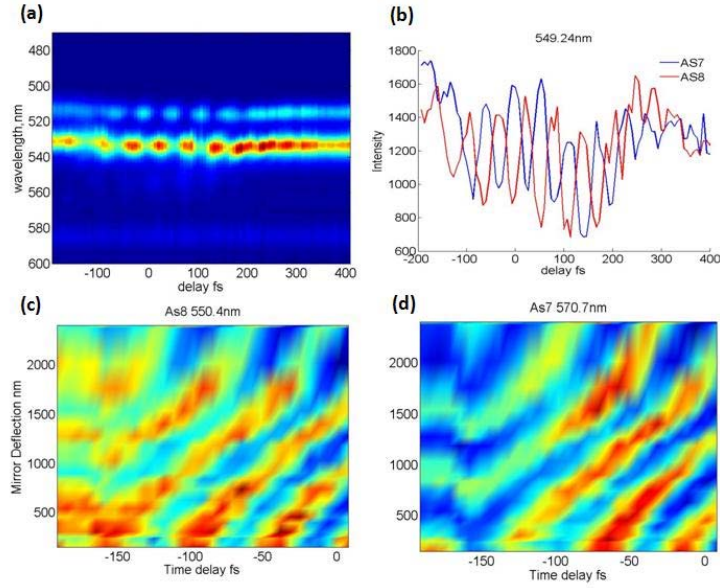 (a)
480
500
520
540
560
580
600
wavelength,nm
-100 0 100 200 300 400
delay fs
(b)
549.24nm
1800
1600
1400
1200
1000
800
600
Intensity
AS7
AS8
-200 -100 0 100 200 300 400
delay fs
(c)
As8 550.4nm
2000
1500
1000
500
Mirror Deflection nm
-150 -100 -50 0
Time delay fs
(d)
As7 570.7nm
2000
1500
1000
500
-150 -100 -50 0
Time delay fs